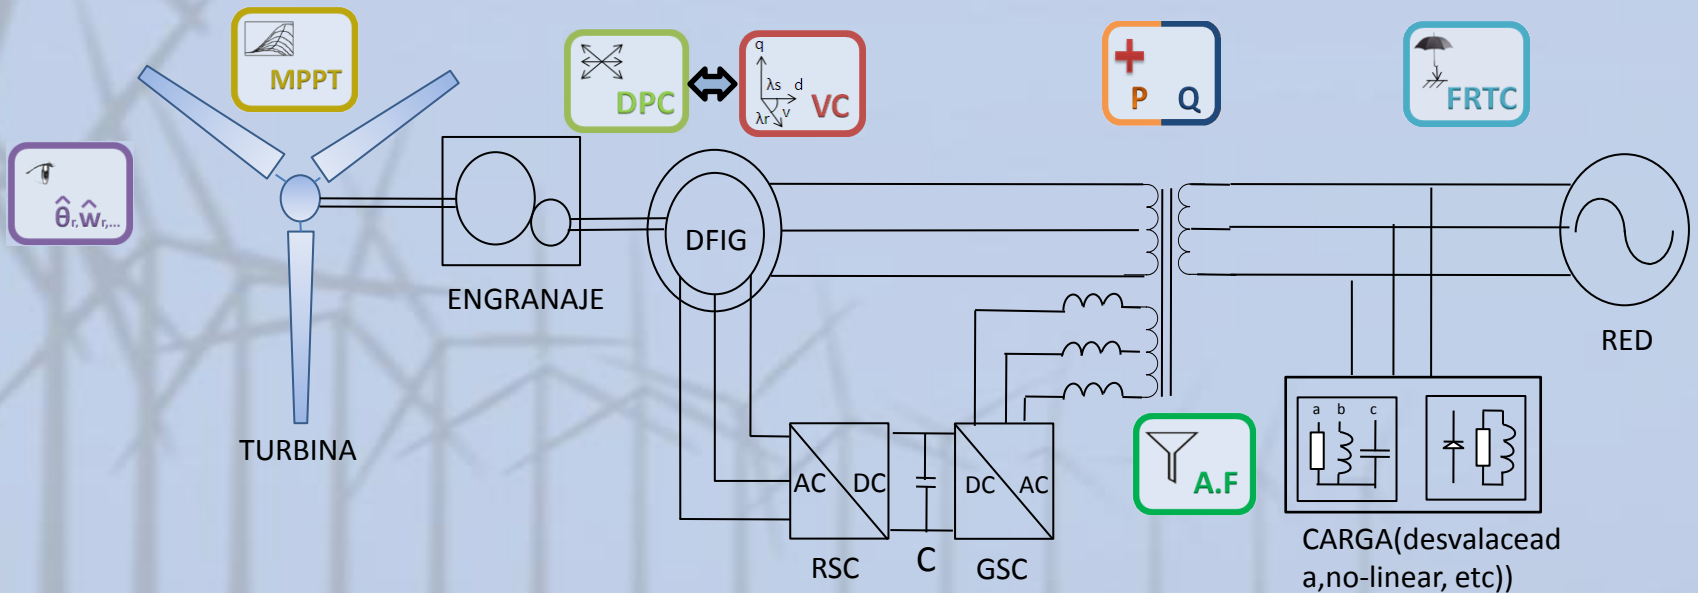 MPPT
DPC
q
λs d
λr v
VC
P Q
FRTC
θ̂r,ŵr,...
DFIG
ENGRANAJE
RED
TURBINA
a b c
AC DC
DC AC
A.F
RSC
C
GSC
CARGA(desvalacead
a,no-linear, etc))